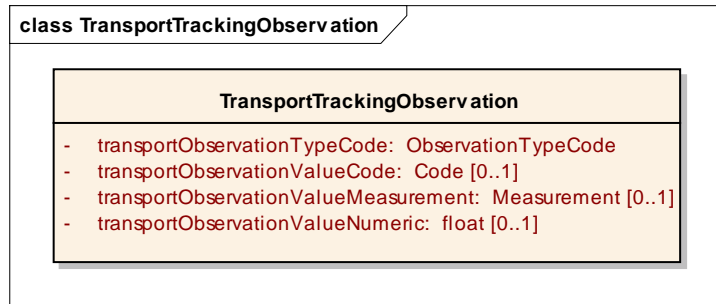 class TransportTrackingObservation
TransportTrackingObservation
- transportObservationTypeCode: ObservationTypeCode
- transportObservationValueCode: Code [0..1]
- transportObservationValueMeasurement: Measurement [0..1]
- transportObservationValueNumeric: float [0..1]